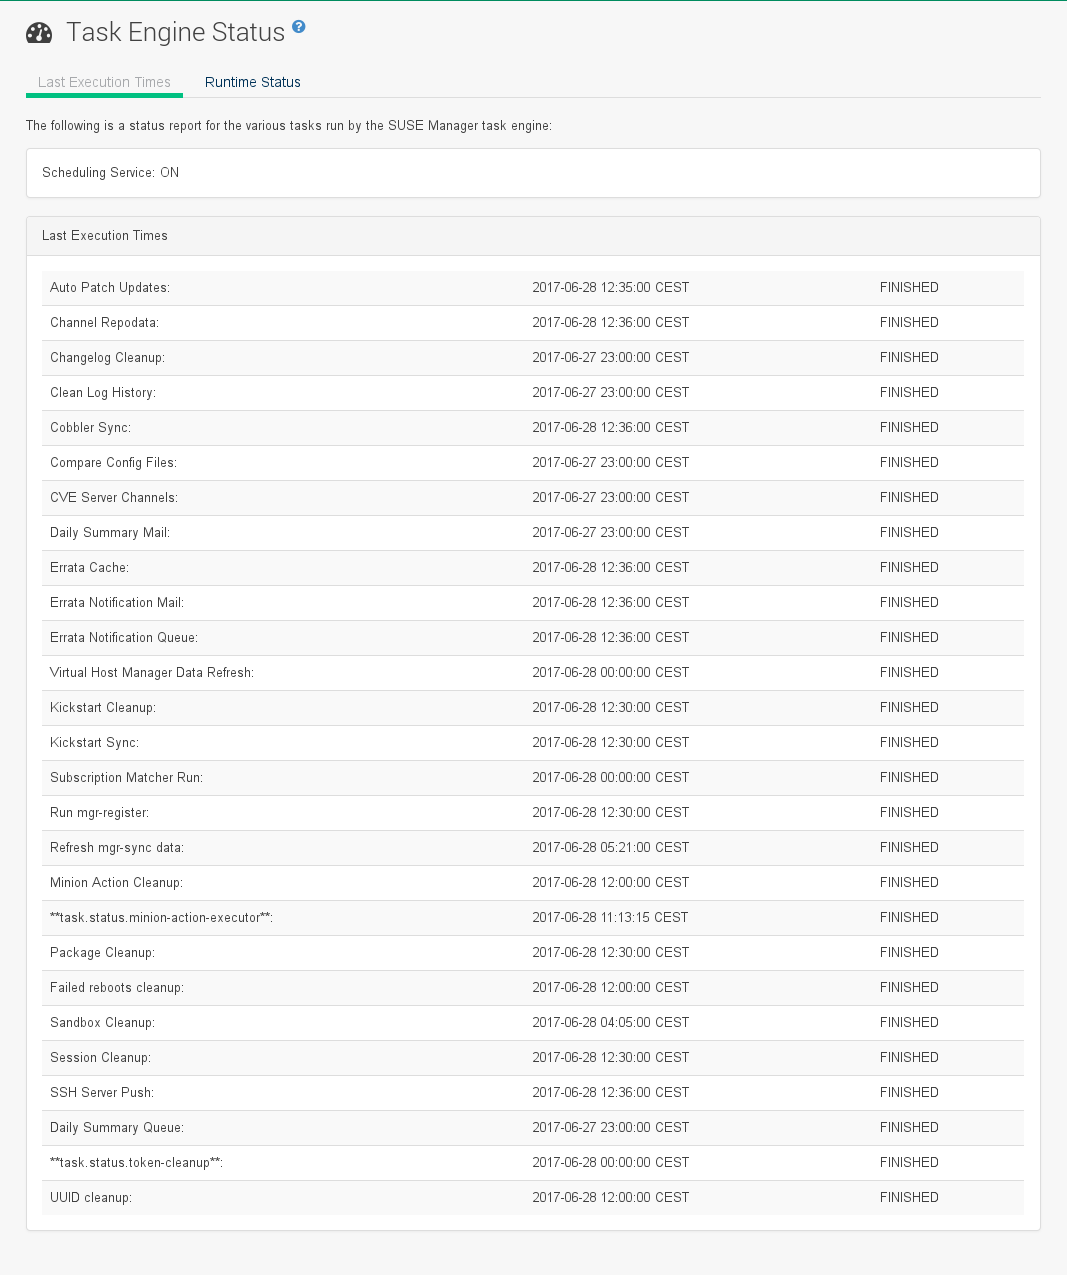 Task Engine Status ?
Last Execution Times Runtime Status
The following is a status report for the various tasks run by the SUSE Manager task engine:
Scheduling Service: ON
Last Execution Times
Auto Patch Updates: 2017-06-28 12:35:00 CEST FINISHED
Channel Repodata: 2017-06-28 12:36:00 CEST FINISHED
Changelog Cleanup: 2017-06-27 23:00:00 CEST FINISHED
Clean Log History: 2017-06-27 23:00:00 CEST FINISHED
Cobbler Sync: 2017-06-28 12:36:00 CEST FINISHED
Compare Config Files: 2017-06-27 23:00:00 CEST FINISHED
CVE Server Channels: 2017-06-27 23:00:00 CEST FINISHED
Daily Summary Mail: 2017-06-27 23:00:00 CEST FINISHED
Errata Cache: 2017-06-28 12:36:00 CEST FINISHED
Errata Notification Mail: 2017-06-28 12:36:00 CEST FINISHED
Errata Notification Queue: 2017-06-28 12:36:00 CEST FINISHED
Virtual Host Manager Data Refresh: 2017-06-28 00:00:00 CEST FINISHED
Kickstart Cleanup: 2017-06-28 12:30:00 CEST FINISHED
Kickstart Sync: 2017-06-28 12:30:00 CEST FINISHED
Subscription Matcher Run: 2017-06-28 00:00:00 CEST FINISHED
Run mgr-register: 2017-06-28 12:30:00 CEST FINISHED
Refresh mgr-sync data: 2017-06-28 05:21:00 CEST FINISHED
Minion Action Cleanup: 2017-06-28 12:00:00 CEST FINISHED
**task.status.minion-action-executor**: 2017-06-28 11:13:15 CEST FINISHED
Package Cleanup: 2017-06-28 12:30:00 CEST FINISHED
Failed reboots cleanup: 2017-06-28 12:00:00 CEST FINISHED
Sandbox Cleanup: 2017-06-28 04:05:00 CEST FINISHED
Session Cleanup: 2017-06-28 12:30:00 CEST FINISHED
SSH Server Push: 2017-06-28 12:36:00 CEST FINISHED
Daily Summary Queue: 2017-06-27 23:00:00 CEST FINISHED
**task.status.token-cleanup**: 2017-06-28 00:00:00 CEST FINISHED
UUID cleanup: 2017-06-28 12:00:00 CEST FINISHED